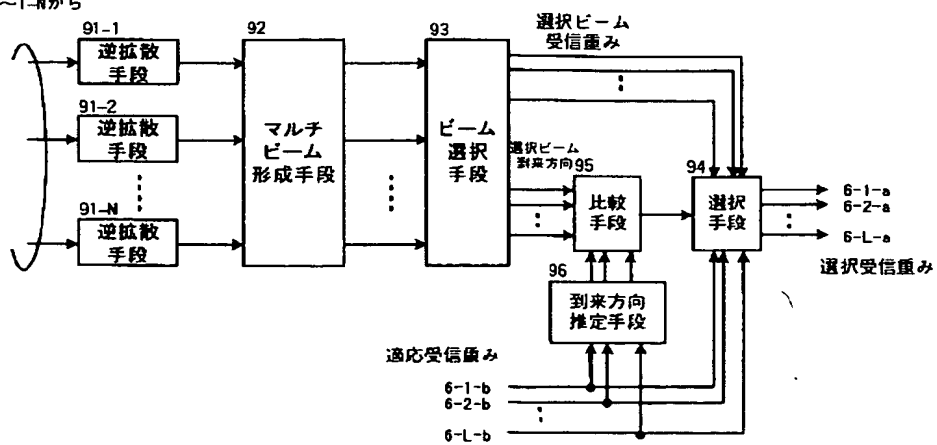 ～1-Nから
91-1
逆拡散
手段
91-2
逆拡散
手段
91-N
逆拡散
手段
92
マルチ
ビーム
形成手段
93
ビーム
選択
手段
選択ビーム
受信重み
選択ビーム
到来方向
95
比較
手段
94
選択
手段
6-1-a
6-2-a
6-L-a
選択受信重み
96
到来方向
推定手段
適応受信重み
6-1-b
6-2-b
6-L-b